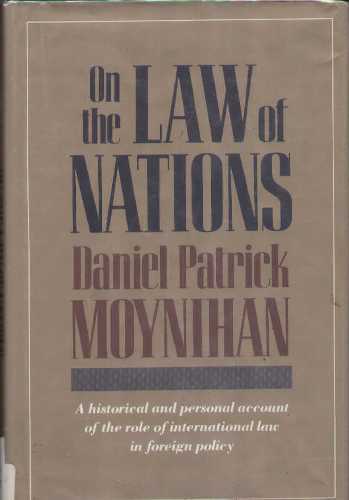 On
the LAW of
NATIONS
Daniel Patrick
MOYNIHAN
A historical and personal account
of the role of international law
in foreign policy